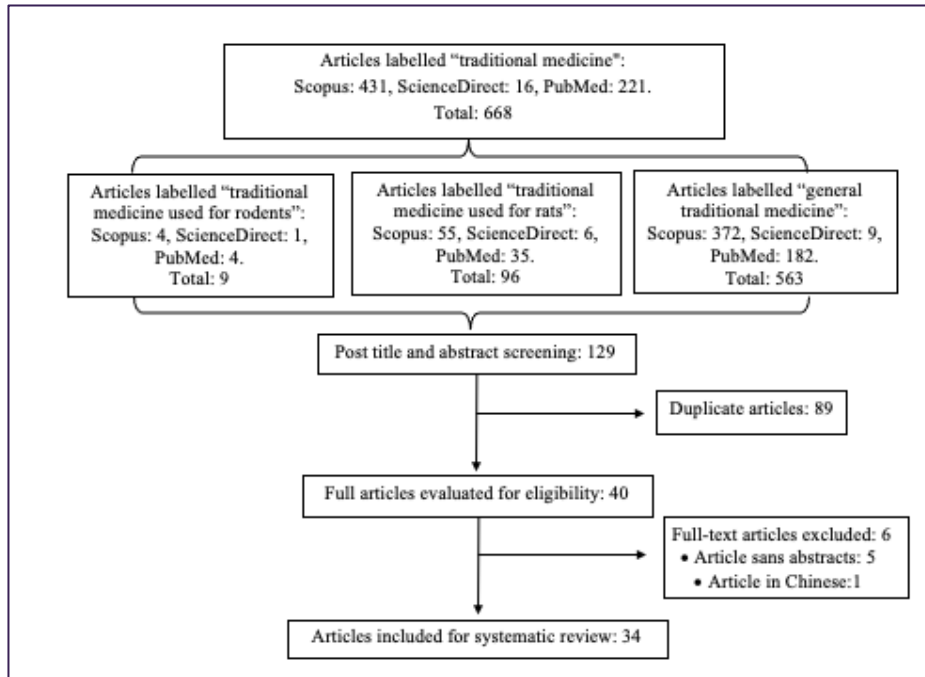 Articles labelled “traditional medicine":
Scopus: 431, ScienceDirect: 16, PubMed: 221.
Total: 668
Articles labelled “traditional
medicine used for rodents”:
Scopus: 4, ScienceDirect: 1,
PubMed: 4.
Total: 9
Articles labelled “traditional
medicine used for rats”:
Scopus: 55, ScienceDirect: 6,
PubMed: 35.
Total: 96
Articles labelled “general
traditional medicine”:
Scopus: 372, ScienceDirect: 9,
PubMed: 182.
Total: 563
Post title and abstract screening: 129
Duplicate articles: 89
Full articles evaluated for eligibility: 40
Full-text articles excluded: 6
• Article sans abstracts: 5
• Article in Chinese:1
Articles included for systematic review: 34